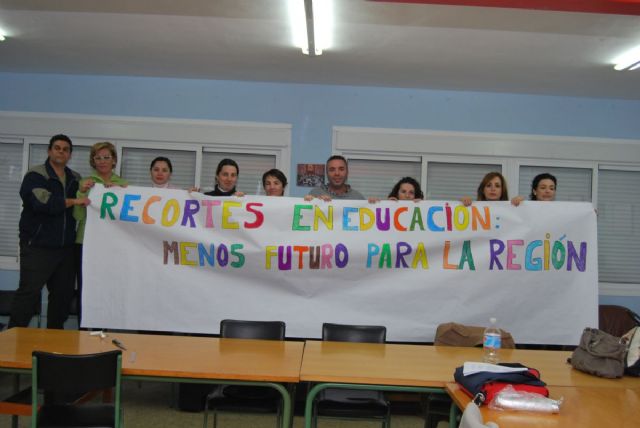 RECORTES EN EDUCACIÓN:
MENOS FUTURO PARA LA REGIÓN